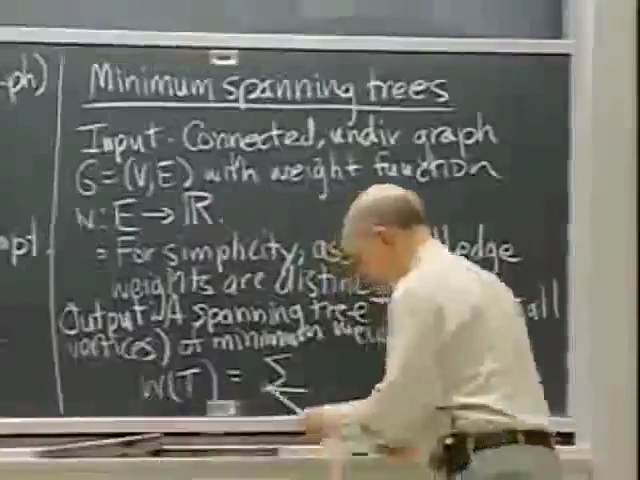 -ph)
Minimum spanning trees
Input - Connected, undir graph
G = (V, E) with weight function
w: E → ℝ.
For simplicity, as edge
weights are distin
Output - A spanning tree all
vertices) of minimum
w(T) = Σ